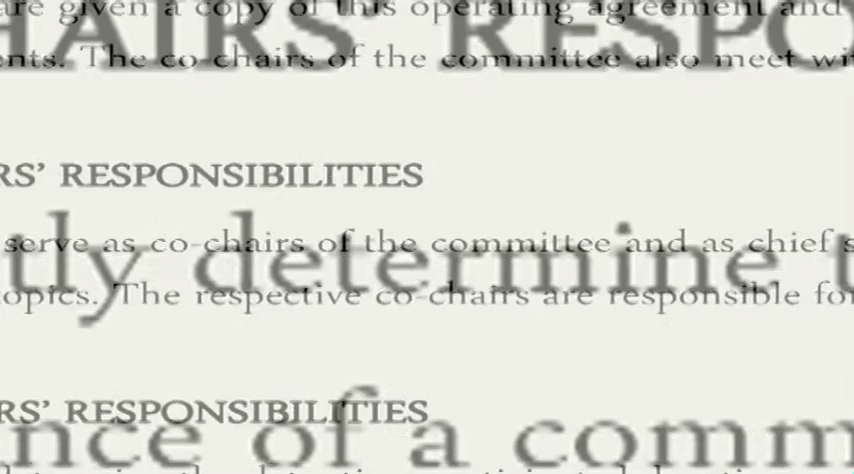 are given a copy of this operating agreement and
HAIRS’ RESPO
ents. The co-chairs of the committee also meet wit
RS’ RESPONSIBILITIES
serve as co-chairs of the committee and as chief s
tly determine t
topics. The respective co-chairs are responsible for
RS’ RESPONSIBILITIES
nce of a comm